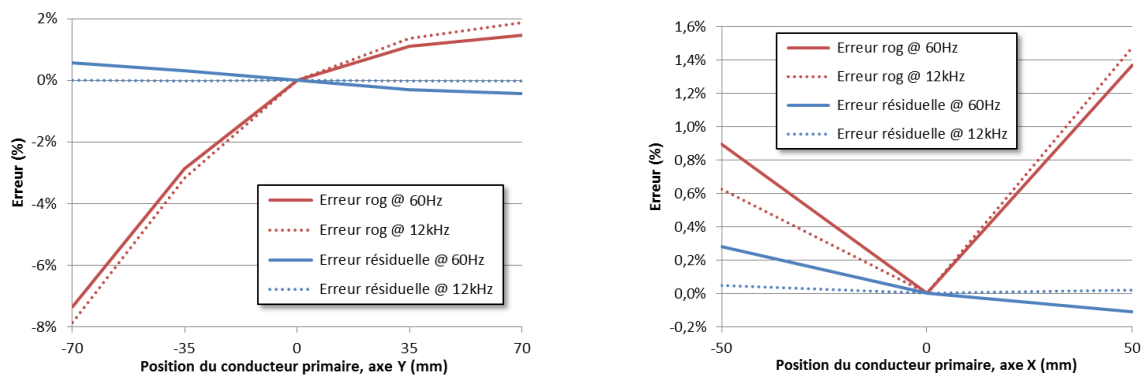 2%
0%
-2%
-4%
-6%
-8%
Erreur (%)
-70
-35
0
35
70
Position du conducteur primaire, axe Y (mm)
Erreur rog @ 60Hz
Erreur rog @ 12kHz
Erreur résiduelle @ 60Hz
Erreur résiduelle @ 12kHz
1,6%
1,4%
1,2%
1,0%
0,8%
0,6%
0,4%
0,2%
0,0%
-0,2%
Erreur (%)
-50
0
50
Position du conducteur primaire, axe X (mm)
Erreur rog @ 60Hz
Erreur rog @ 12kHz
Erreur résiduelle @ 60Hz
Erreur résiduelle @ 12kHz